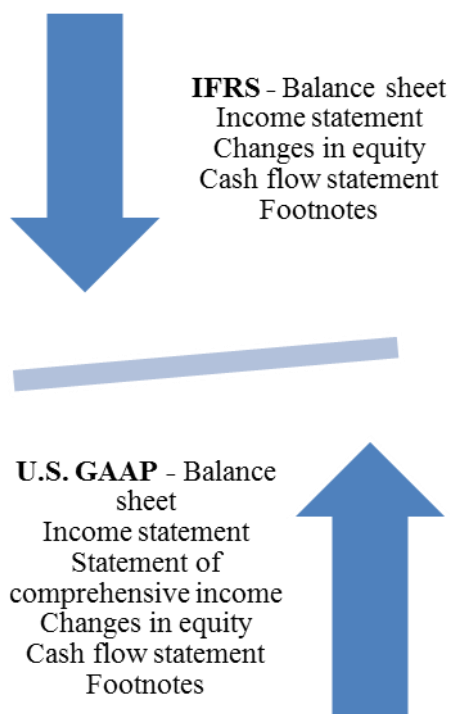 IFRS - Balance sheet
Income statement
Changes in equity
Cash flow statement
Footnotes
U.S. GAAP - Balance
sheet
Income statement
Statement of
comprehensive income
Changes in equity
Cash flow statement
Footnotes